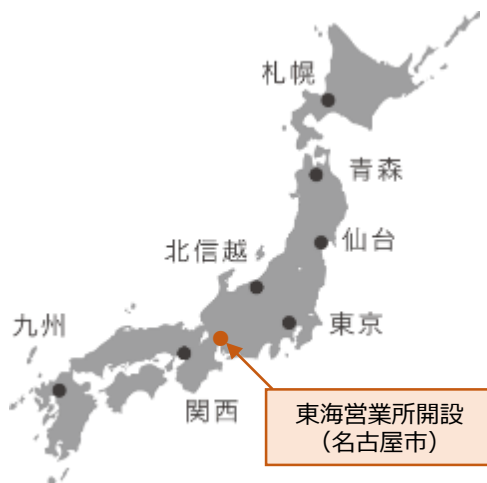 札幌
青森
仙台
北信越
東京
九州
関西
東海営業所開設
（名古屋市）